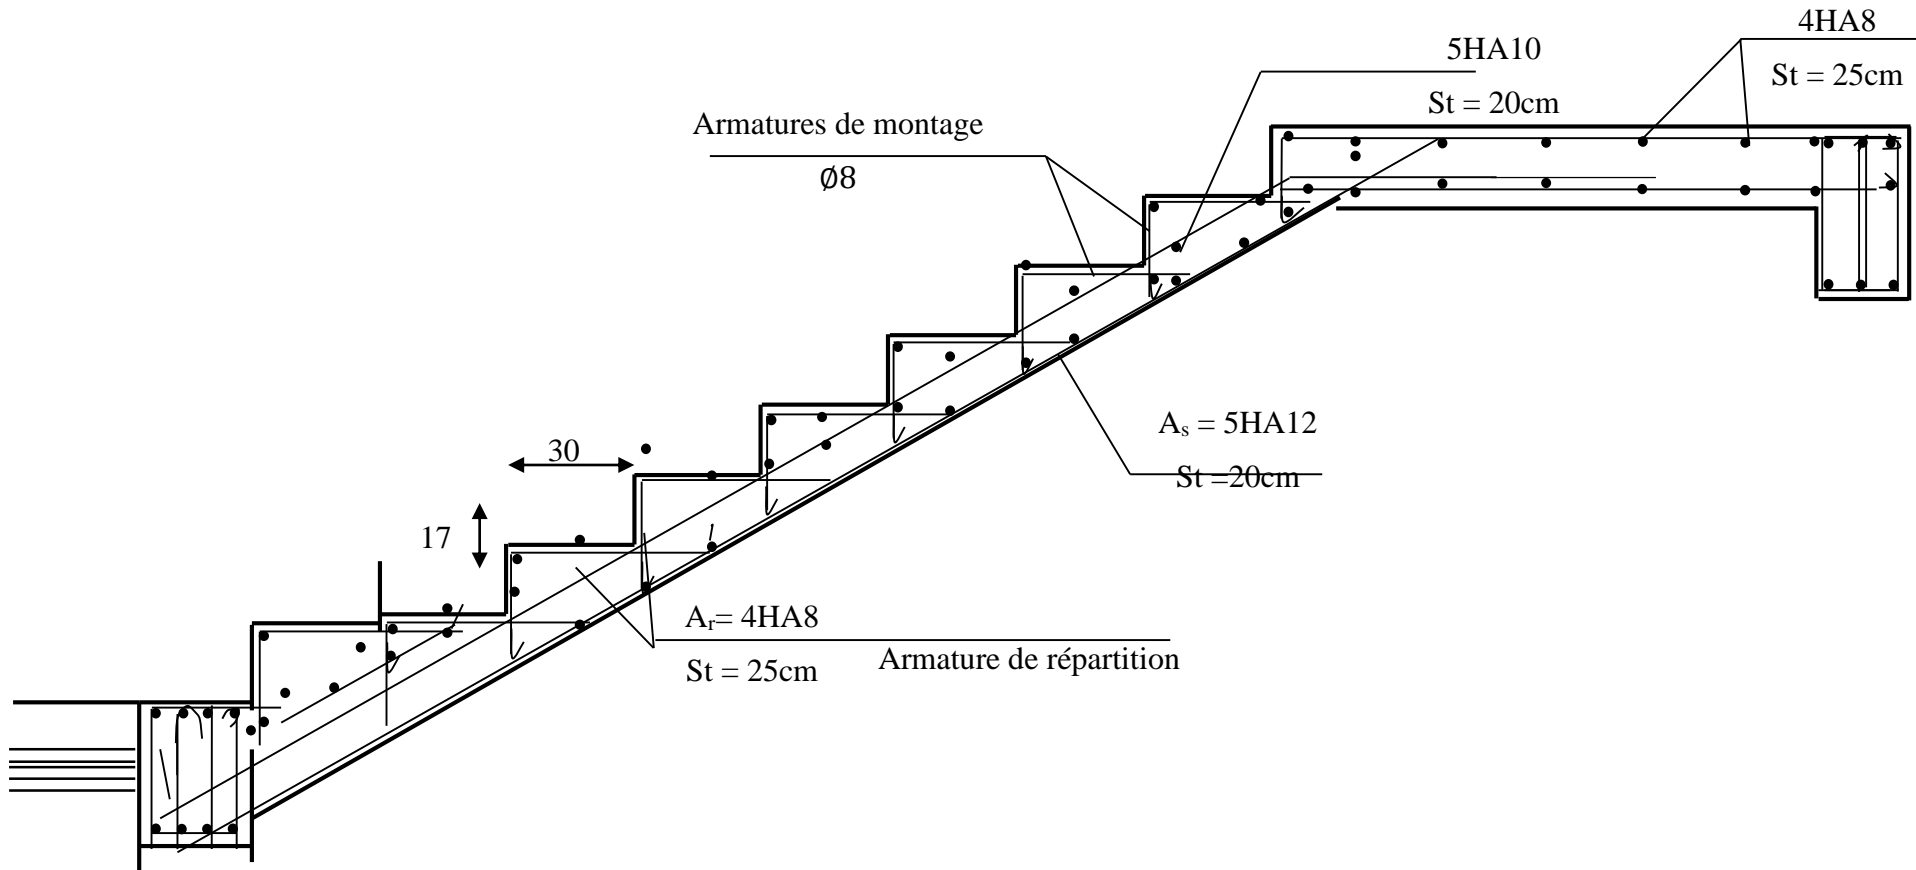 4HA8
5HA10
St = 25cm
St = 20cm
Armatures de montage
Ø8
As = 5HA12
30
St =20cm
17
Ar= 4HA8
Armature de répartition
St = 25cm